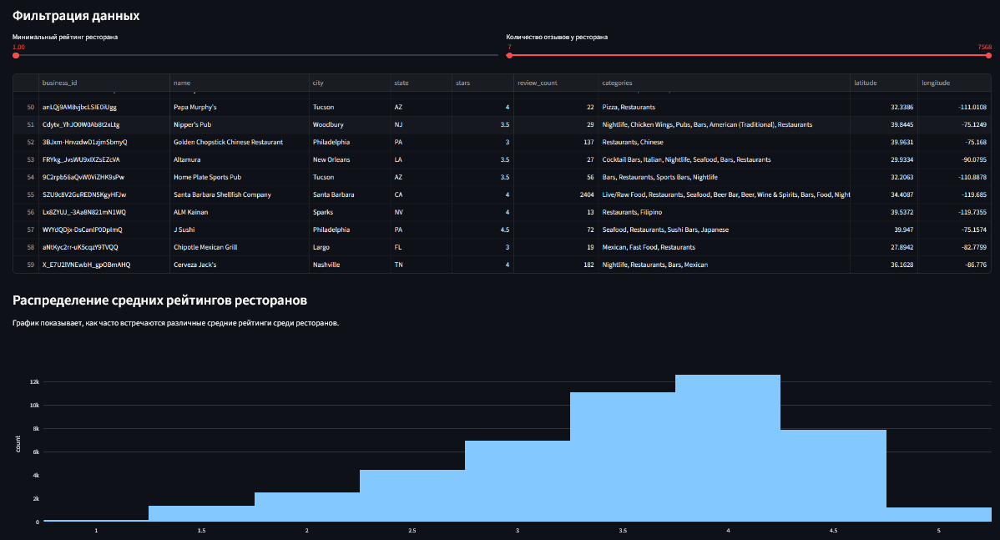 Фильтрация данных
Минимальный рейтинг ресторана
Количество отзывов у ресторана
1.00
7
7568
business_id name city state stars review_count categories latitude longitude
50 anLQj9AM8vjbcLSIE0iUgg Papa Murphy's Tucson AZ 4 22 Pizza, Restaurants 32.3386 -111.0108
51 Cdytv_YhJO0W0Ab8t2xLtg Nipper's Pub Woodbury NJ 3.5 29 Nightlife, Chicken Wings, Pubs, Bars, American (Traditional), Restaurants 39.8445 -75.1249
52 3BJxm-HnvzdwD1zjmSbmyQ Golden Chopstick Chinese Restaurant Philadelphia PA 3 137 Restaurants, Chinese 39.9631 -75.168
53 FRYkg_JvsWU9xIXZsEZcVA Altamura New Orleans LA 3.5 27 Cocktail Bars, Italian, Nightlife, Seafood, Bars, Restaurants 29.9334 -90.0795
54 9C2rpb56aQvW0ViZHK9sPw Home Plate Sports Pub Tucson AZ 3.5 56 Bars, Restaurants, Sports Bars, Nightlife 32.2063 -110.8878
55 SZU9c8V2GuREDN5KgyHFJw Santa Barbara Shellfish Company Santa Barbara CA 4 2404 Live/Raw Food, Restaurants, Seafood, Beer Bar, Beer, Wine & Spirits, Bars, Food, Night 34.4087 -119.685
56 Lx8ZYUJ_-3Aa8N821mN1WQ ALM Kainan Sparks NV 4 13 Restaurants, Filipino 39.5372 -119.7355
57 WYYdQDjx-DsCanlP0DpImQ J Sushi Philadelphia PA 4.5 72 Seafood, Restaurants, Sushi Bars, Japanese 39.947 -75.1574
58 aNtKyc2rr-uK5cqzY9TVQQ Chipotle Mexican Grill Largo FL 3 19 Mexican, Fast Food, Restaurants 27.8942 -82.7799
59 X_E7U2lVNEwbH_gpOBmAHQ Cerveza Jack's Nashville TN 4 182 Nightlife, Restaurants, Bars, Mexican 36.1628 -86.776
Распределение средних рейтингов ресторанов
График показывает, как часто встречаются различные средние рейтинги среди ресторанов.
12k
10k
8k
6k
4k
2k
0
count
1 1.5 2 2.5 3 3.5 4 4.5 5